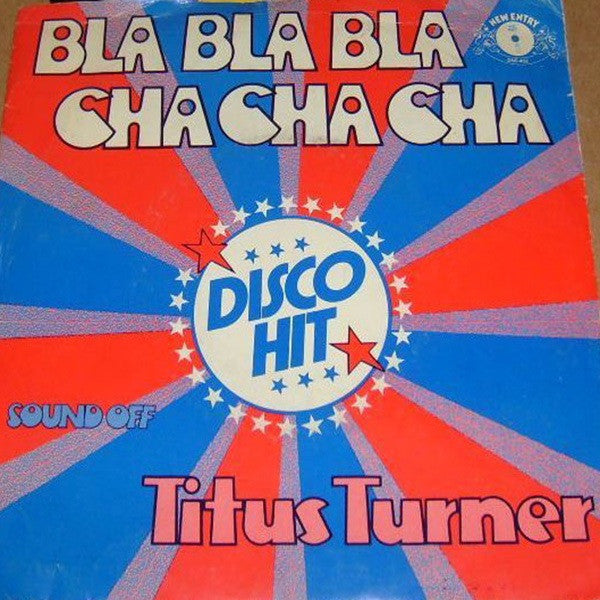 BLA BLA BLA
CHA CHA CHA
NEW ENTRY
DISCO
HIT
SOUND OFF
Titus Turner